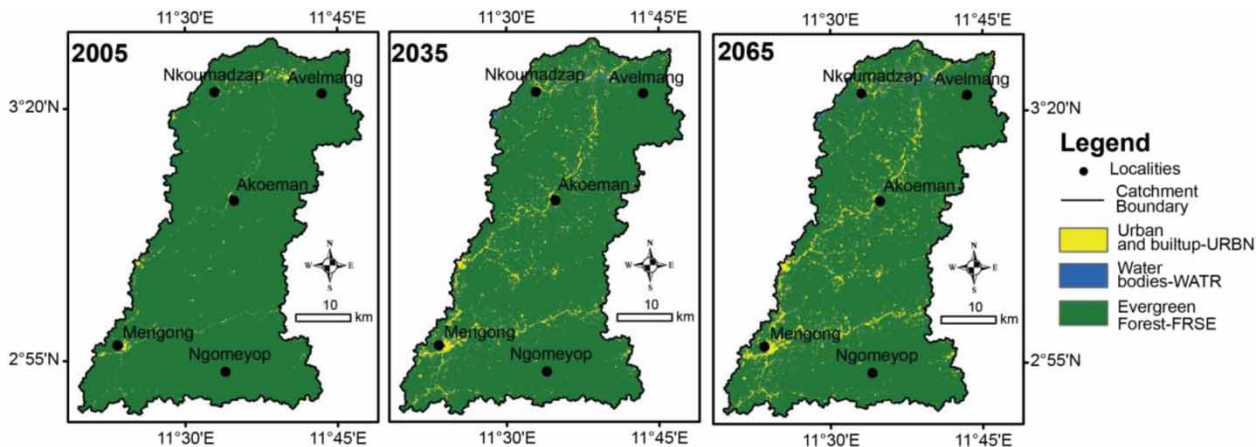 11°30'E 11°45'E 11°30'E 11°45'E 11°30'E 11°45'E
2005
Nkoumadzap
Avelmang
Akoeman
Mengong
Ngomeyop
N
W E
S
10
km
2035
Nkoumadzap
Avelmang
Akoeman
Mengong
Ngomeyop
N
W E
S
10
km
2065
Nkoumadzap
Avelmang
Akoeman
Mengong
Ngomeyop
N
W E
S
10
km
3°20'N
2°55'N
3°20'N
2°55'N
Legend
Localities
Catchment
Boundary
Urban
and builtup-URBN
Water
bodies-WATR
Evergreen
Forest-FRSE
11°30'E 11°45'E 11°30'E 11°45'E 11°30'E 11°45'E